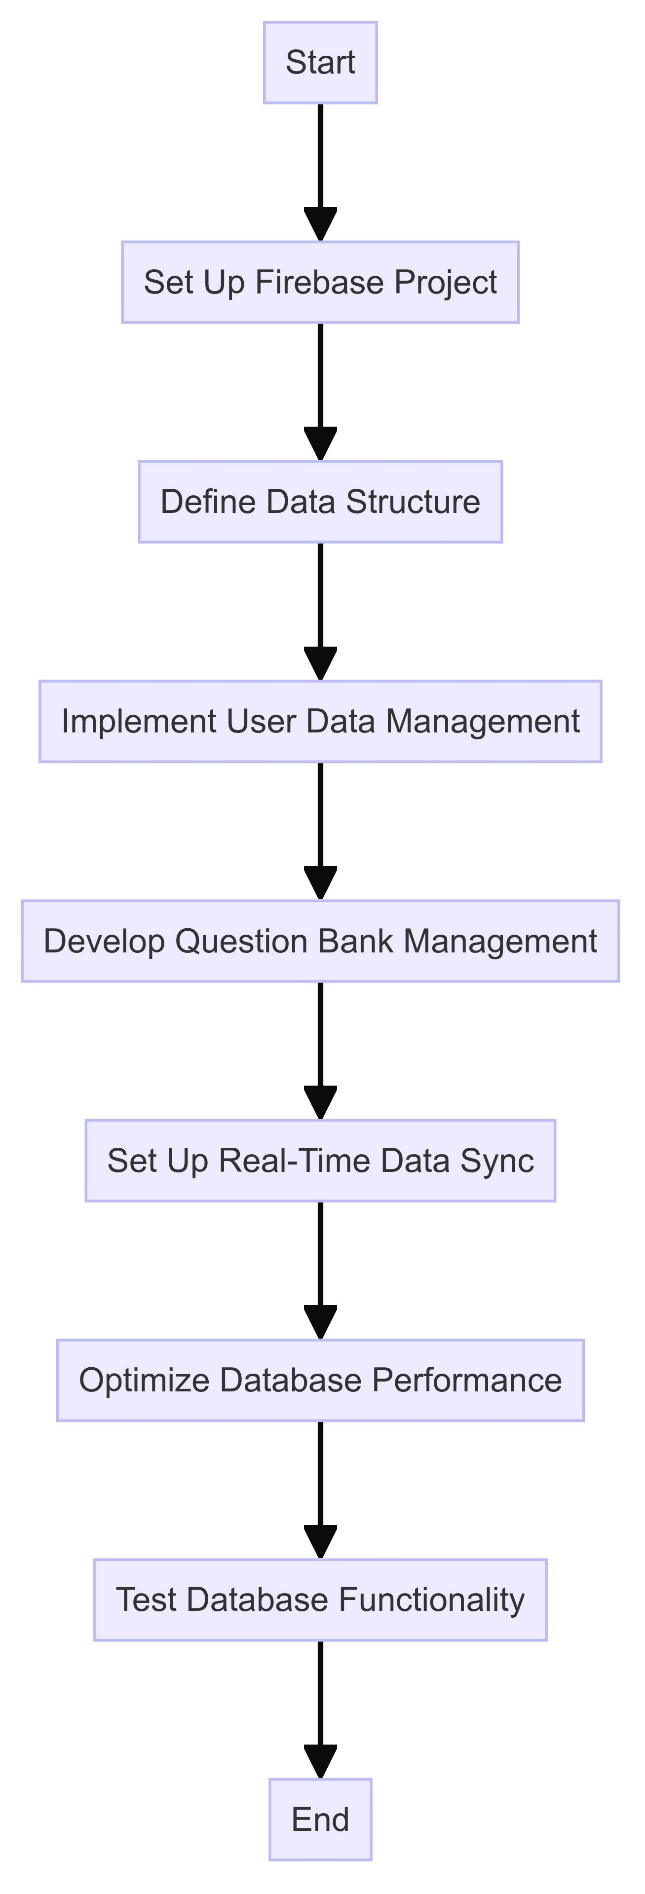 Start
Set Up Firebase Project
Define Data Structure
Implement User Data Management
Develop Question Bank Management
Set Up Real-Time Data Sync
Optimize Database Performance
Test Database Functionality
End